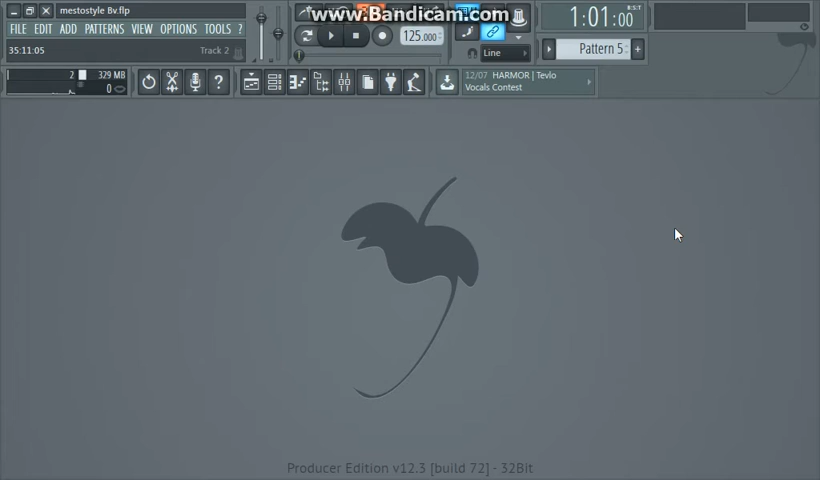 mestostyle 8v.flp
www.Bandicam.com
FILE EDIT ADD PATTERNS VIEW OPTIONS TOOLS ?
125.000
1:01:00
B:S:T
35:11:05 Track 2
Line
Pattern 5
2 329 MB
0
12/07 HARMOR | Tevlo
Vocals Contest
Producer Edition v12.3 [build 72] - 32Bit